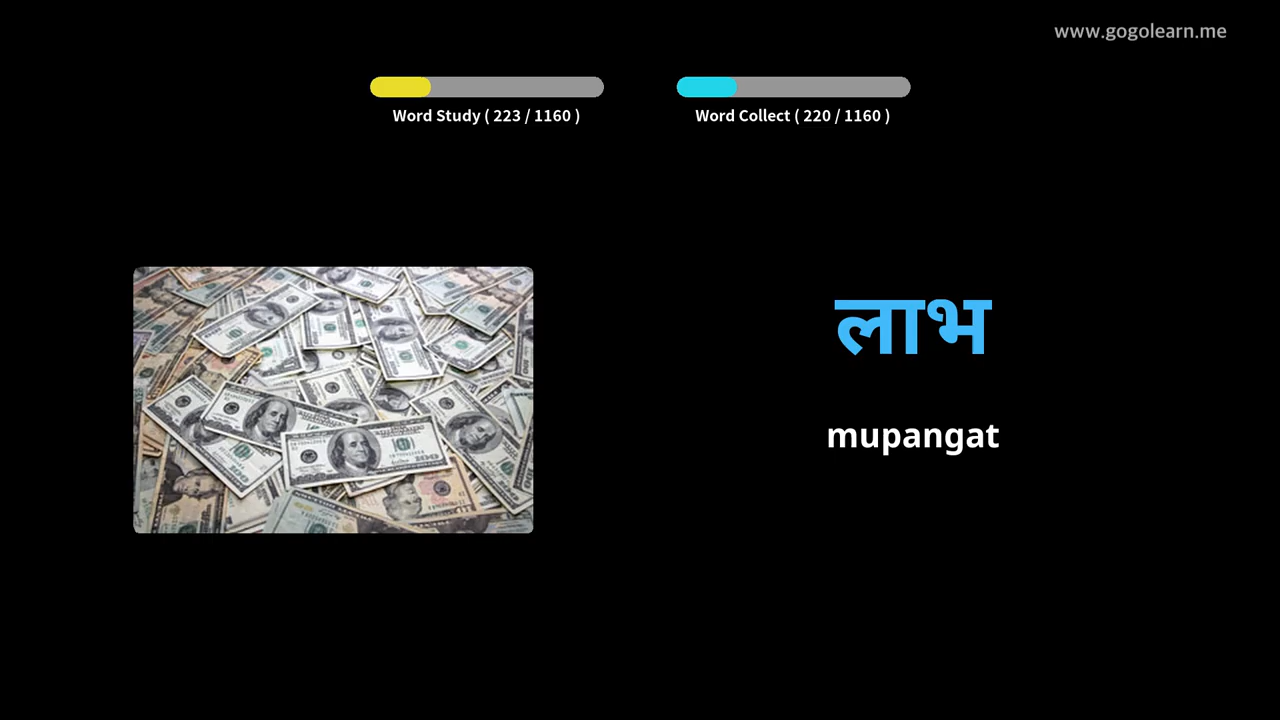 www.gogolearn.me
Word Study ( 223 / 1160 )
Word Collect ( 220 / 1160 )
लाभ
mupangat